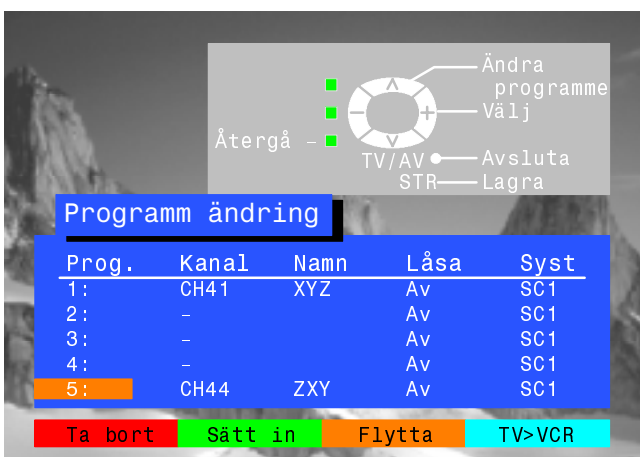 Ändra
programme
Välj
Återgå –
TV/AV Avsluta
STR Lagra
Programm ändring
Prog. Kanal Namn Låsa Syst
1: CH41 XYZ Av SC1
2: – Av SC1
3: – Av SC1
4: – Av SC1
5: CH44 ZXY Av SC1
Ta bort Sätt in Flytta TV>VCR